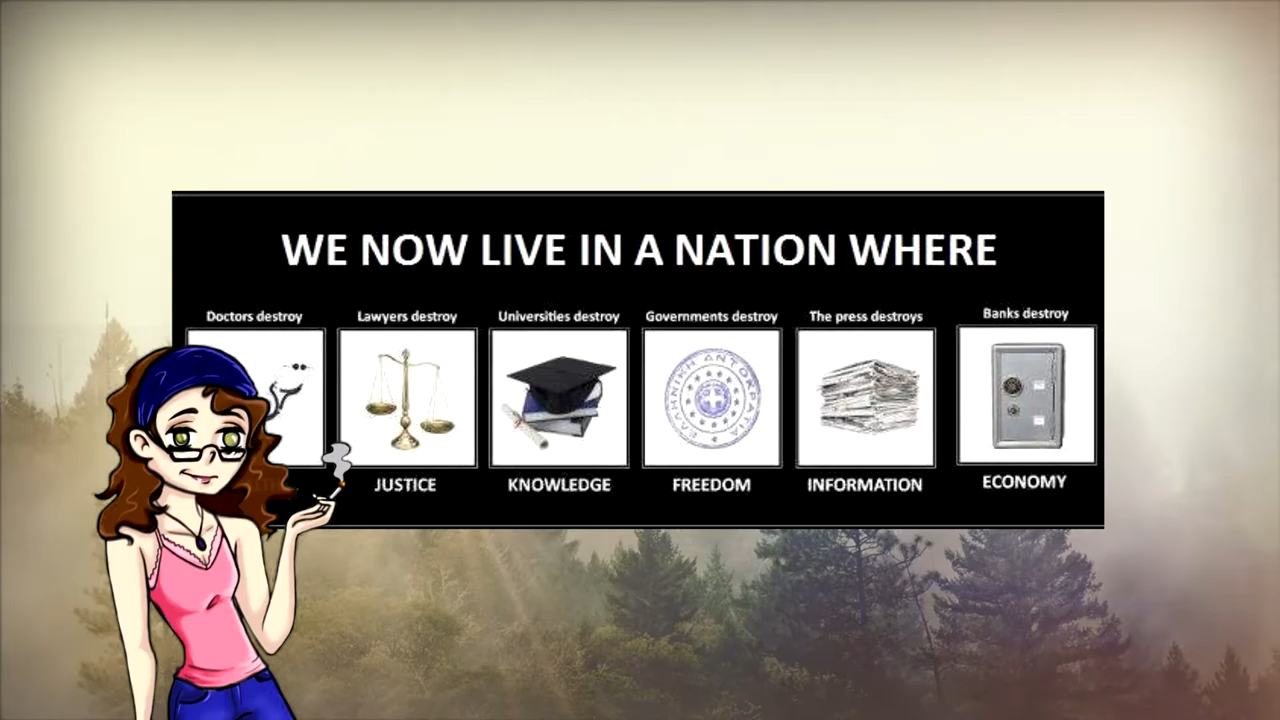 WE NOW LIVE IN A NATION WHERE
Doctors destroy
Lawyers destroy
Universities destroy
Governments destroy
The press destroys
Banks destroy
JUSTICE
KNOWLEDGE
FREEDOM
INFORMATION
ECONOMY